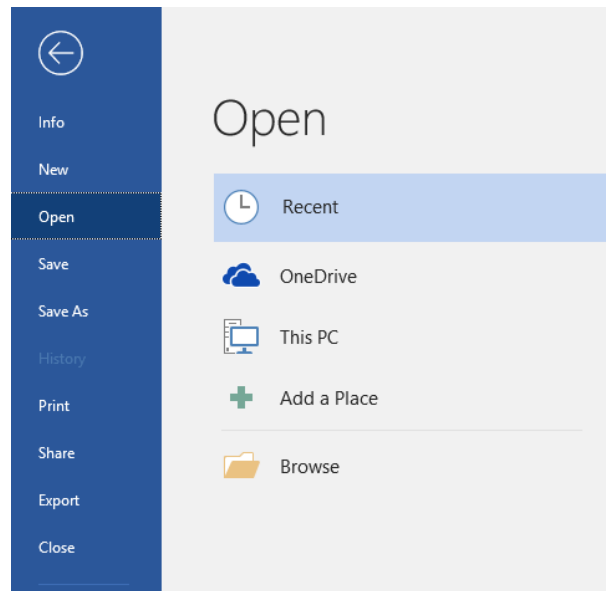 Info
New
Open
Save
Save As
History
Print
Share
Export
Close
Open
Recent
OneDrive
This PC
Add a Place
Browse